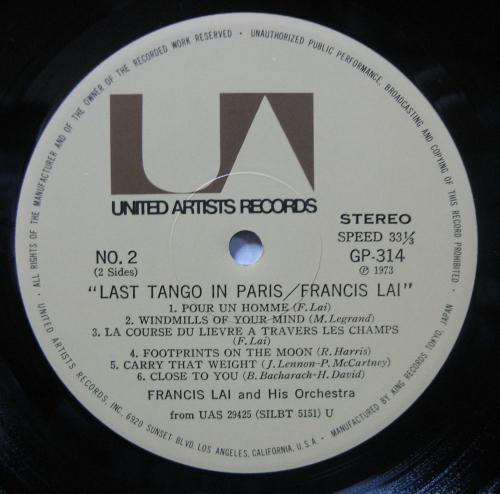 ALL RIGHTS OF THE MANUFACTURER AND OF THE OWNER OF THE RECORDED WORK RESERVED • UNAUTHORIZED PUBLIC PERFORMANCE, BROADCASTING AND COPYING OF THIS RECORD PROHIBITED •
UA
UNITED ARTISTS RECORDS
NO. 2
(2 Sides)
STEREO
SPEED 33⅓
GP-314
℗ 1973
"LAST TANGO IN PARIS/FRANCIS LAI"
1. POUR UN HOMME (F. Lai)
2. WINDMILLS OF YOUR MIND (M. Legrand)
3. LA COURSE DU LIEVRE A TRAVERS LES CHAMPS
(F. Lai)
4. FOOTPRINTS ON THE MOON (R. Harris)
5. CARRY THAT WEIGHT (J. Lennon-P. McCartney)
6. CLOSE TO YOU (B. Bacharach-H. David)
FRANCIS LAI and His Orchestra
from UAS 29425 (SILBT 5151) U
UNITED ARTISTS RECORDS, INC. 6920 SUNSET BLVD. LOS ANGELES, CALIFORNIA, U.S.A. • MANUFACTURED BY KING RECORDS TOKYO, JAPAN